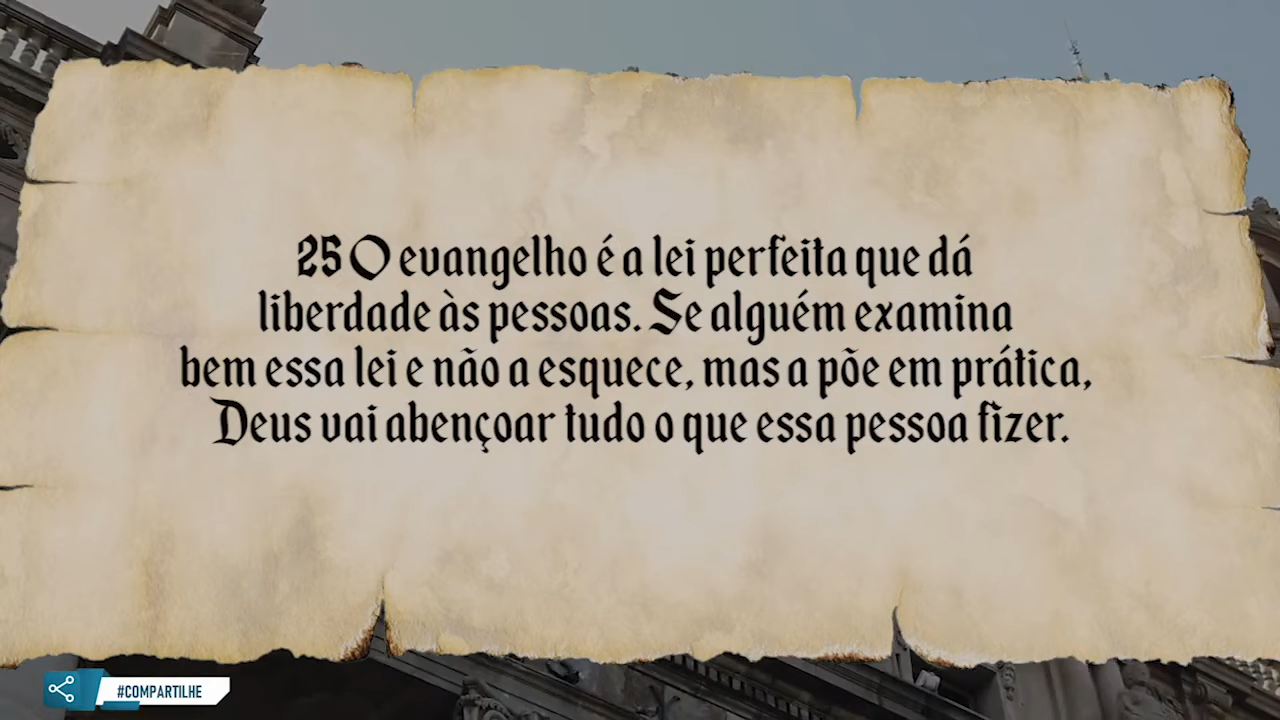 25 O evangelho é a lei perfeita que dá
liberdade às pessoas. Se alguém examina
bem essa lei e não a esquece, mas a põe em prática,
Deus vai abençoar tudo o que essa pessoa fizer.
#COMPARTILHE